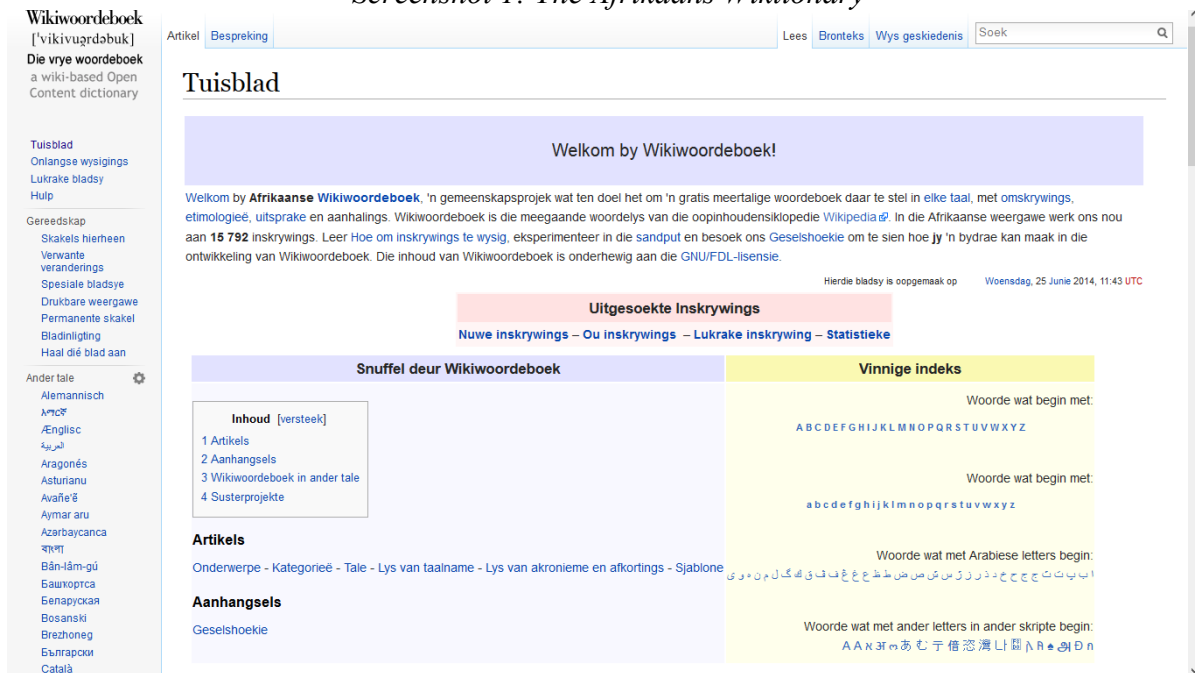 Screenshot 1: The Afrikaans Wiktionary
Wikiwoordeboek
[ˈvikivuərdəbuk]
Die vrye woordeboek
a wiki-based Open
Content dictionary
Artikel Bespreking
Lees Bronteks Wys geskiedenis Soek
Tuisblad
Welkom by Wikiwoordeboek!
Welkom by Afrikaanse Wikiwoordeboek, 'n gemeenskapsprojek wat ten doel het om 'n gratis meertalige woordeboek daar te stel in elke taal, met omskrywings,
etimologieë, uitsprake en aanhalings. Wikiwoordeboek is die meegaande woordelys van die oopinhoudensiklopedie Wikipedia. In die Afrikaanse weergawe werk ons nou
aan 15 792 inskrywings. Leer Hoe om inskrywings te wysig, eksperimenteer in die sandput en besoek ons Geselshoekie om te sien hoe jy 'n bydrae kan maak in die
ontwikkeling van Wikiwoordeboek. Die inhoud van Wikiwoordeboek is onderhewig aan die GNU/FDL-lisensie.
Hierdie bladsy is oopgemaak op Woensdag, 25 Junie 2014, 11:43 UTC
Uitgesoekte Inskrywings
Nuwe inskrywings – Ou inskrywings – Lukrake inskrywing – Statistieke
Snuffel deur Wikiwoordeboek
Inhoud [versteek]
1 Artikels
2 Aanhangsels
3 Wikiwoordeboek in ander tale
4 Susterprojekte
Artikels
Onderwerpe - Kategorieë - Tale - Lys van taalname - Lys van akronieme en afkortings - Sjablone
Aanhangsels
Geselshoekie
Vinnige indeks
Woorde wat begin met:
A B C D E F G H I J K L M N O P Q R S T U V W X Y Z
Woorde wat begin met:
a b c d e f g h i j k l m n o p q r s t u v w x y z
Woorde wat met Arabiese letters begin:
Woorde wat met ander letters in ander skripte begin:
Tuisblad
Onlangse wysigings
Lukrake bladsy
Hulp
Gereedskap
Skakels hierheen
Verwante
veranderings
Spesiale bladsye
Drukbare weergawe
Permanente skakel
Bladinligting
Haal dié blad aan
Ander tale
Alemannisch
አማርኛ
Ænglisc
العربية
Aragonés
Asturianu
Avañe'ẽ
Aymar aru
Azərbaycanca
বাংলা
Bân-lâm-gú
Башҡортса
Беларуская
Bosanski
Brezhoneg
Български
Català